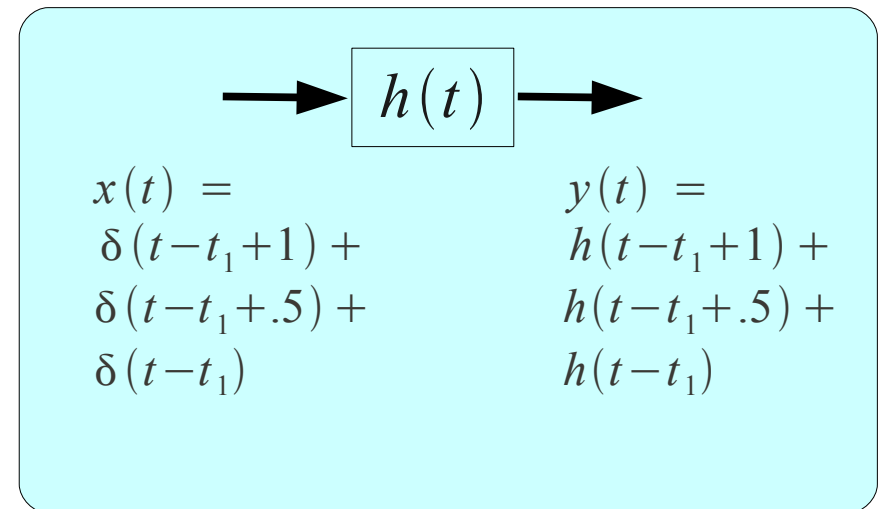 h(t)
x(t) =
δ(t−t₁+1) +
δ(t−t₁+.5) +
δ(t−t₁)
y(t) =
h(t−t₁+1) +
h(t−t₁+.5) +
h(t−t₁)